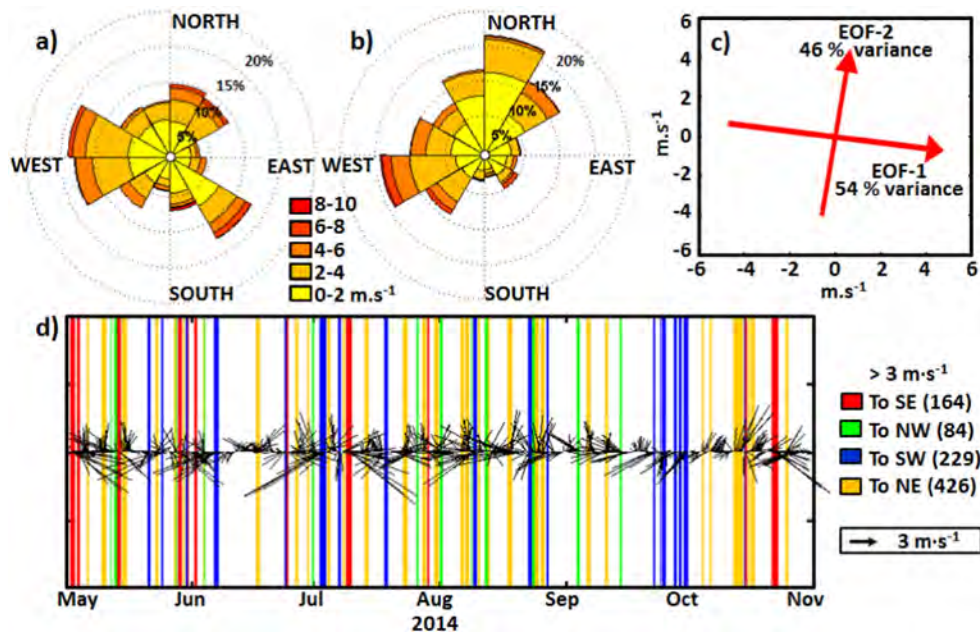 a)
NORTH
20%
15%
10%
5%
WEST
EAST
SOUTH
8-10
6-8
4-6
2-4
0-2 m.s⁻¹
b)
NORTH
20%
15%
10%
5%
WEST
EAST
SOUTH
c)
6
4
2
0
-2
-4
-6
m.s⁻¹
EOF-2
46 % variance
EOF-1
54 % variance
-6 -4 -2 0 2 4 6
m.s⁻¹
d)
> 3 m·s⁻¹
To SE (164)
To NW (84)
To SW (229)
To NE (426)
3 m·s⁻¹
May Jun Jul Aug Sep Oct Nov
2014